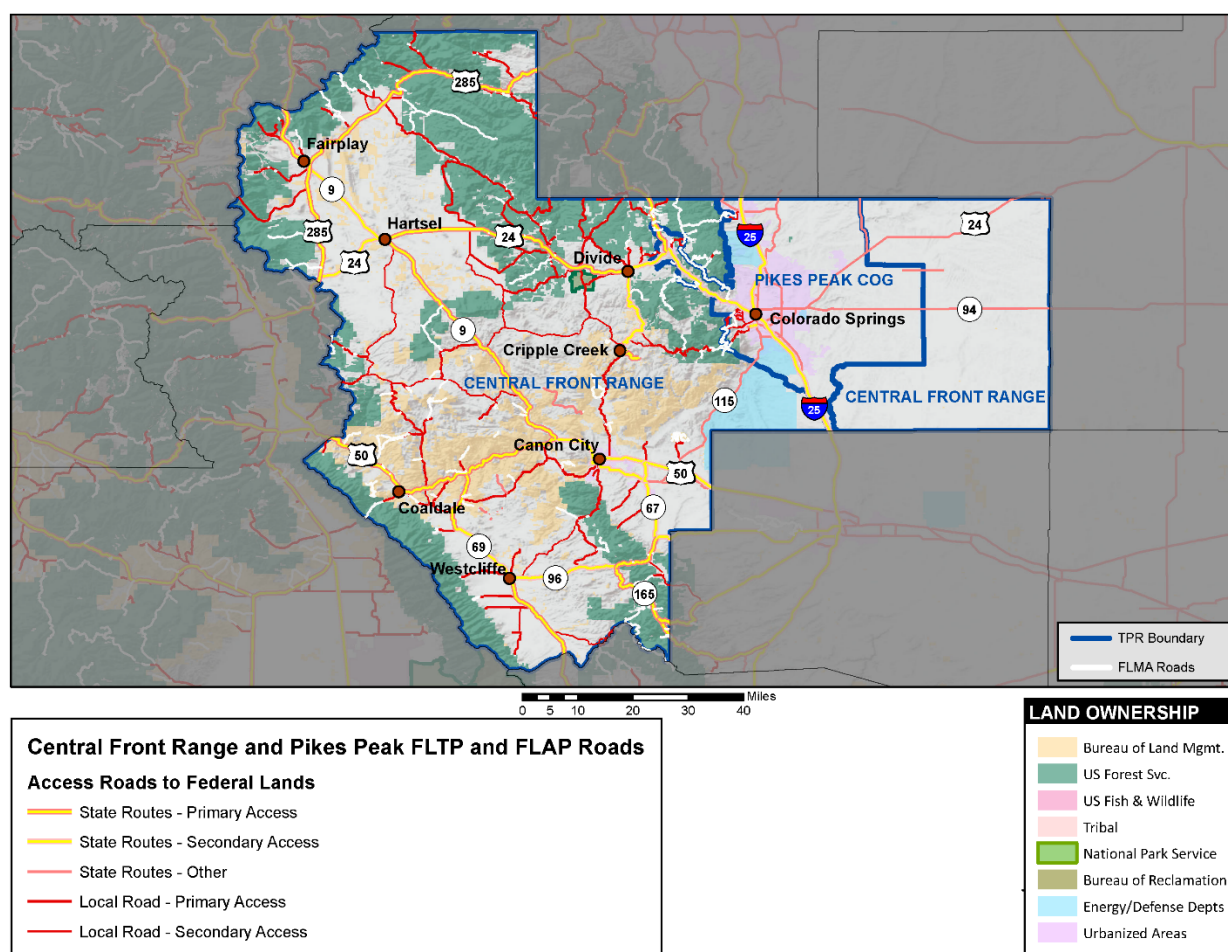 285
Fairplay
9
Hartsel
285
24
24
25
24
Divide
PIKES PEAK COG
Colorado Springs
94
9
Cripple Creek
CENTRAL FRONT RANGE
115
CENTRAL FRONT RANGE
25
50
Canon City
50
Coaldale
67
69
Westcliffe
96
165
TPR Boundary
FLMA Roads
Miles
0 5 10 20 30 40
Central Front Range and Pikes Peak FLTP and FLAP Roads
Access Roads to Federal Lands
State Routes - Primary Access
State Routes - Secondary Access
State Routes - Other
Local Road - Primary Access
Local Road - Secondary Access
LAND OWNERSHIP
Bureau of Land Mgmt.
US Forest Svc.
US Fish & Wildlife
Tribal
National Park Service
Bureau of Reclamation
Energy/Defense Depts
Urbanized Areas